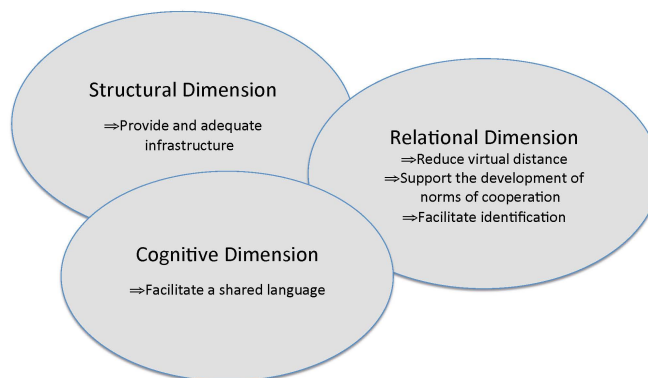 Structural Dimension
⇒Provide and adequate
infrastructure
Relational Dimension
⇒Reduce virtual distance
⇒Support the development of
norms of cooperation
⇒Facilitate identification
Cognitive Dimension
⇒Facilitate a shared language